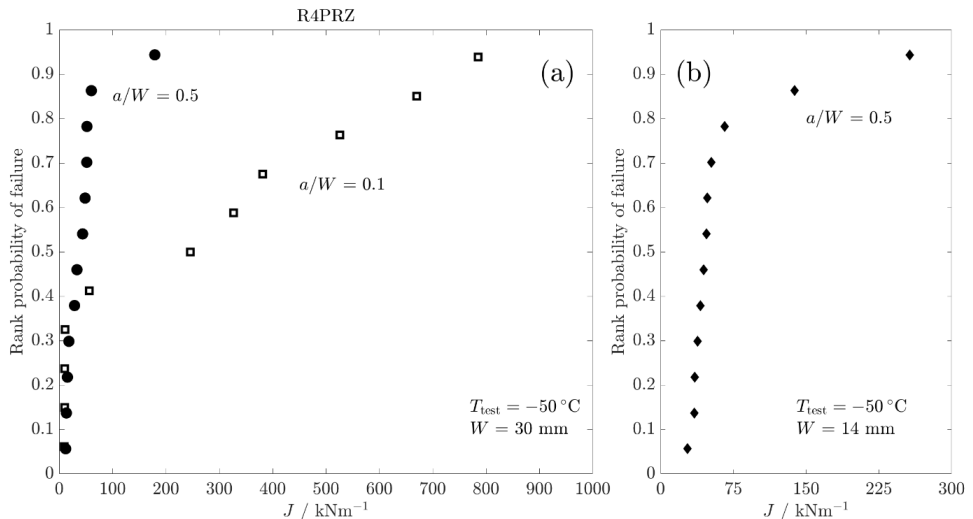 R4PRZ
1
0.9
0.8
0.7
0.6
0.5
0.4
0.3
0.2
0.1
0
Rank probability of failure
(a)
a/W = 0.5
a/W = 0.1
T_test = −50 °C
W = 30 mm
0 100 200 300 400 500 600 700 800 900 1000
J / kNm⁻¹
1
0.9
0.8
0.7
0.6
0.5
0.4
0.3
0.2
0.1
0
Rank probability of failure
(b)
a/W = 0.5
T_test = −50 °C
W = 14 mm
0 75 150 225 300
J / kNm⁻¹